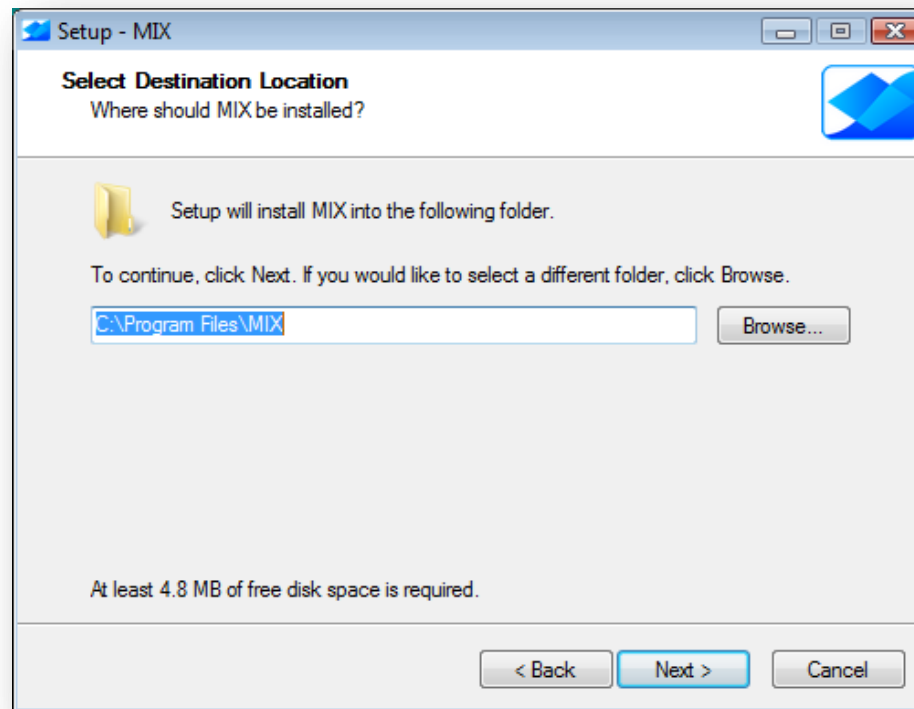 Setup - MIX
Select Destination Location
Where should MIX be installed?
Setup will install MIX into the following folder.
To continue, click Next. If you would like to select a different folder, click Browse.
C:\Program Files\MIX
Browse...
At least 4.8 MB of free disk space is required.
< Back
Next >
Cancel